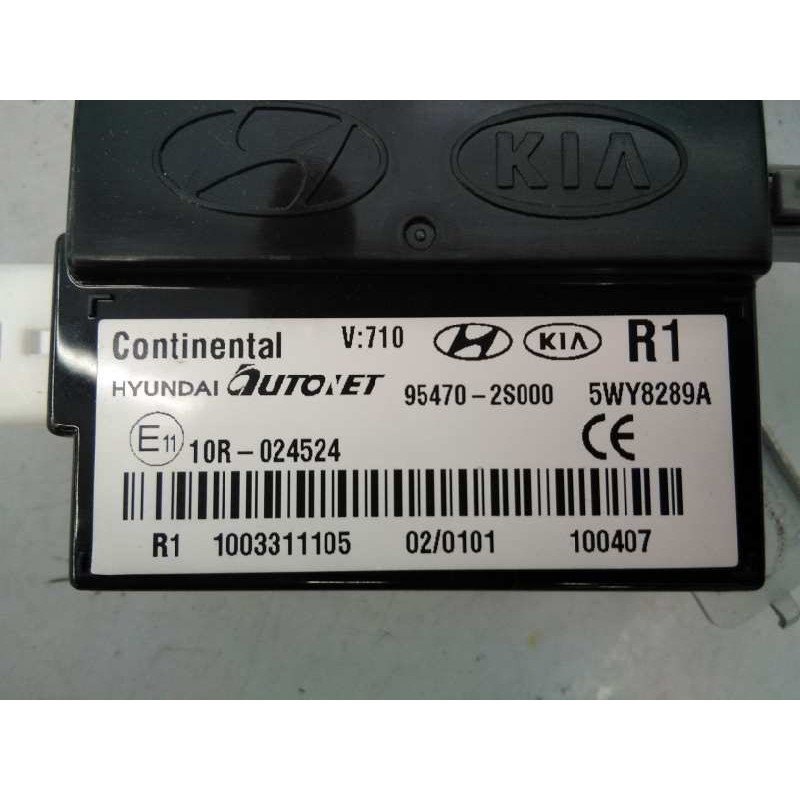 KIA
Continental V:710 KIA R1
HYUNDAI AUTONET 95470-2S000 5WY8289A
E11 10R-024524 CE
R1 1003311105 02/0101 100407